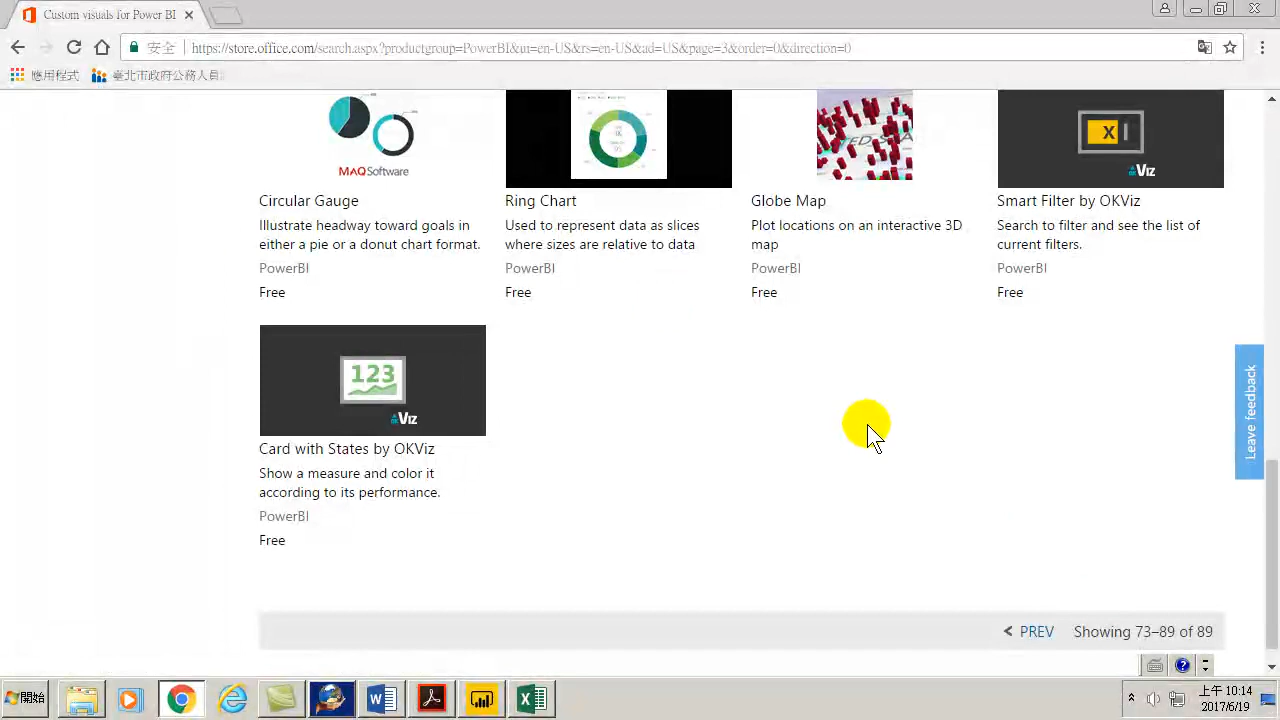 Custom visuals for Power BI
安全
https://store.office.com/search.aspx?productgroup=PowerBI&ui=en-US&rs=en-US&ad=US&page=3&order=0&direction=0
應用程式
臺北市政府公務人員
MAQSoftware
X
Viz
Circular Gauge
Ring Chart
Globe Map
Smart Filter by OKViz
Illustrate headway toward goals in
either a pie or a donut chart format.
Used to represent data as slices
where sizes are relative to data
Plot locations on an interactive 3D
map
Search to filter and see the list of
current filters.
PowerBI
PowerBI
PowerBI
PowerBI
Free
Free
Free
Free
123
Viz
Card with States by OKViz
Show a measure and color it
according to its performance.
PowerBI
Free
Leave feedback
PREV
Showing 73–89 of 89
開始
上午 10:14
2017/6/19